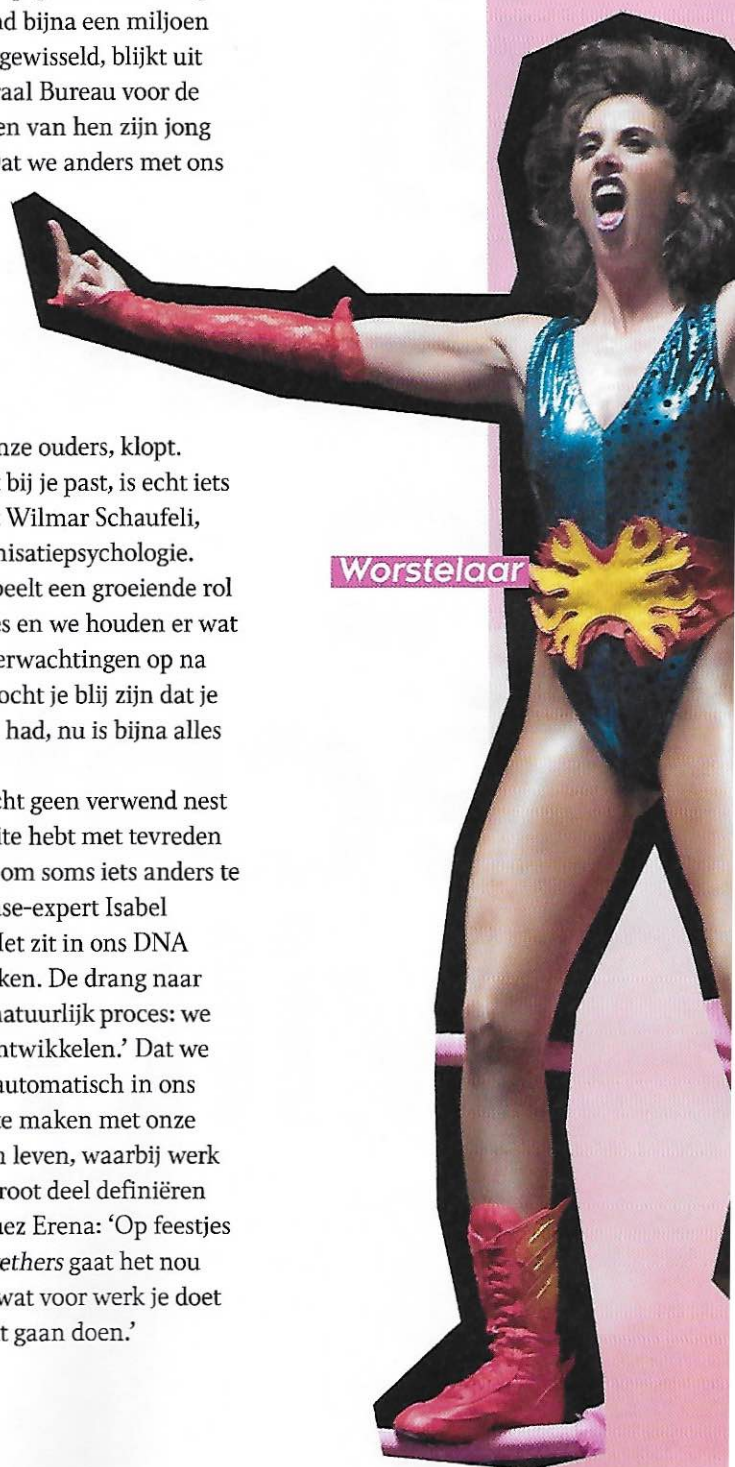 nd bijna een miljoen
gewisseld, blijkt uit
raal Bureau voor de
en van hen zijn jong
at we anders met ons
nze ouders, klopt.
t bij je past, is echt iets
t Wilmar Schaufeli,
nisatiepsychologie.
peelt een groeiende rol
es en we houden er wat
erwachtingen op na
ocht je blij zijn dat je
had, nu is bijna alles
cht geen verwend nest
ite hebt met tevreden
om soms iets anders te
ase-expert Isabel
Het zit in ons DNA
ken. De drang naar
natuurlijk proces: we
ntwikkelen.’ Dat we
automatisch in ons
te maken met onze
n leven, waarbij werk
root deel definiëren
nez Erena: ‘Op feestjes
ethers gaat het nou
wat voor werk je doet
t gaan doen.’
Worstelaar